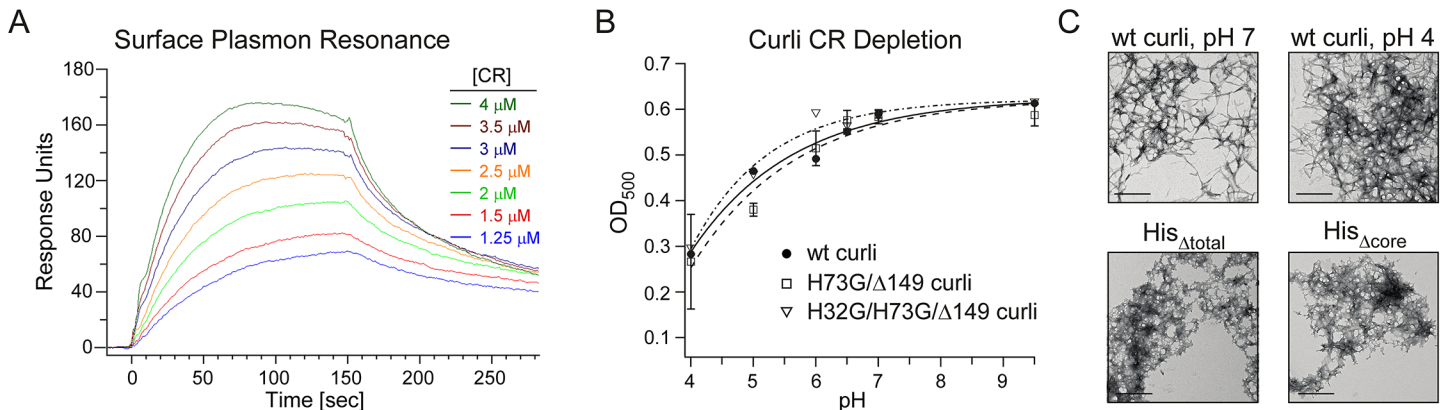 A
Surface Plasmon Resonance
180
160
120
80
40
0
Response Units
0
50
100
150
200
250
Time [sec]
[CR]
4 μM
3.5 μM
3 μM
2.5 μM
2 μM
1.5 μM
1.25 μM
B
Curli CR Depletion
0.7
0.6
0.5
0.4
0.3
0.2
0.1
OD500
4
5
6
7
8
9
pH
wt curli
H73G/Δ149 curli
H32G/H73G/Δ149 curli
C
wt curli, pH 7
wt curli, pH 4
HisΔtotal
HisΔcore